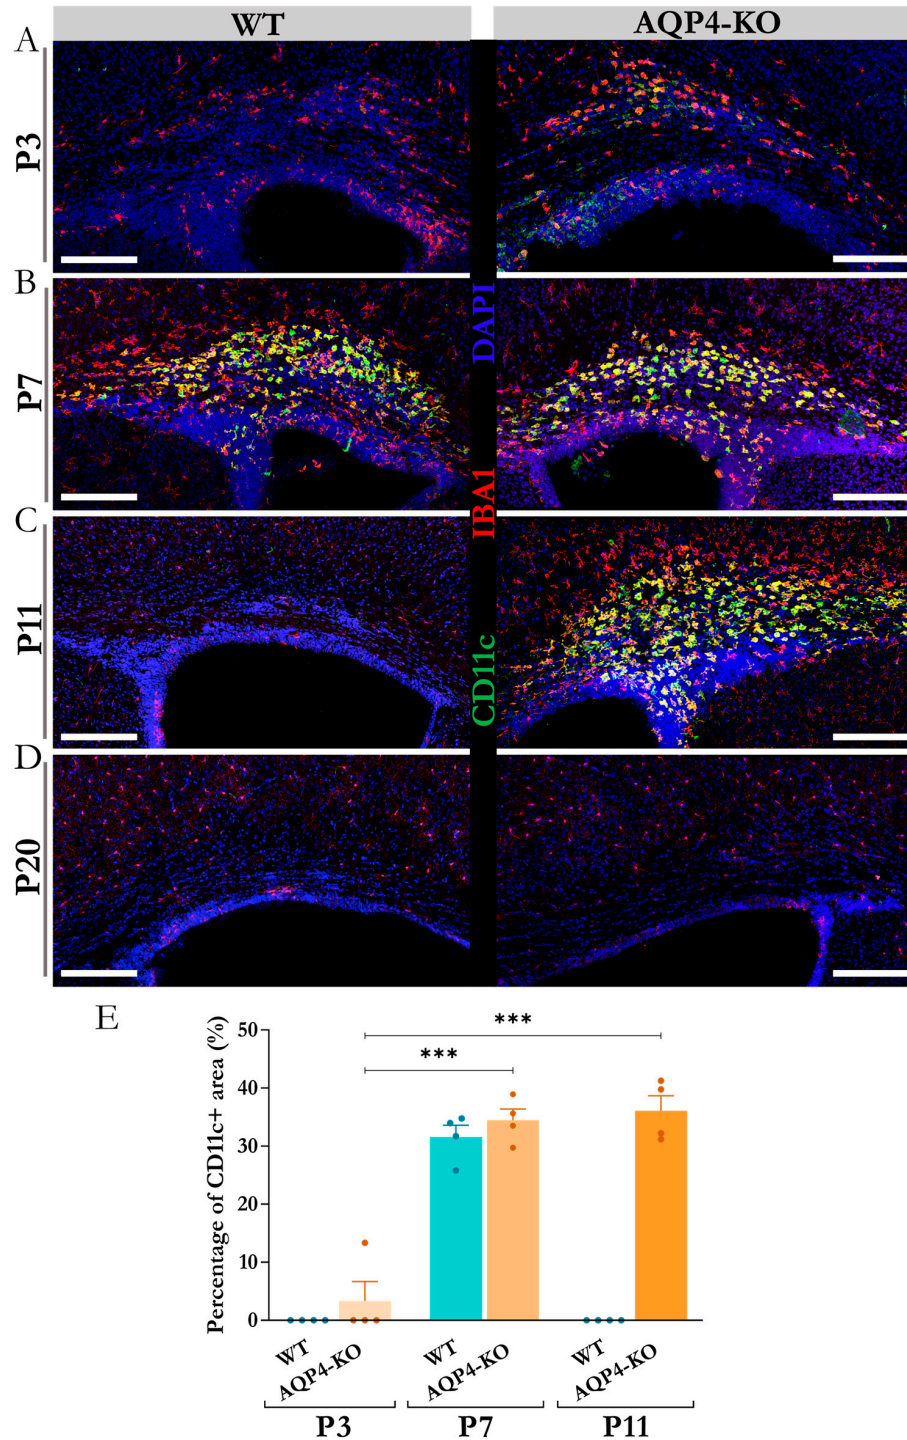 WT
AQP4-KO
A
P3
B
P7
C
P11
D
P20
CD11c IBA1 DAPI
E
Percentage of CD11c+ area (%)
50
40
30
20
10
0
***
***
WT
AQP4-KO
WT
AQP4-KO
WT
AQP4-KO
P3
P7
P11